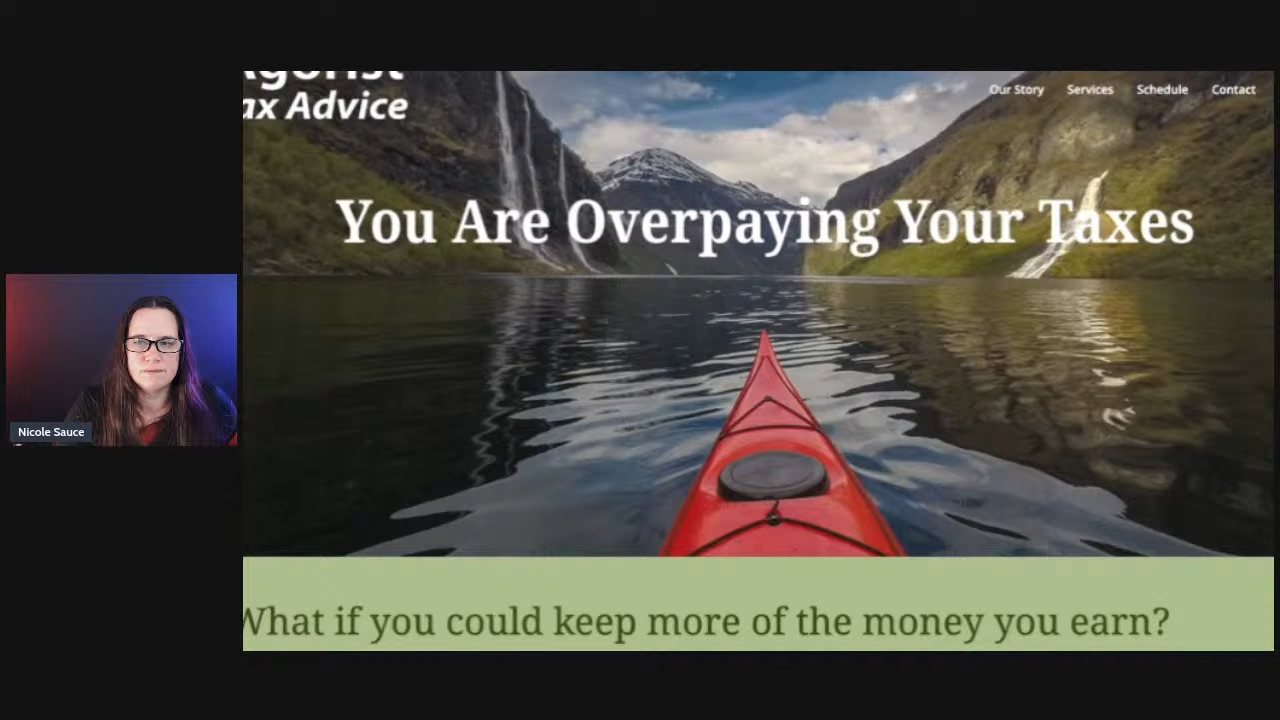 ax Advice
Our Story Services Schedule Contact
You Are Overpaying Your Taxes
Nicole Sauce
What if you could keep more of the money you earn?